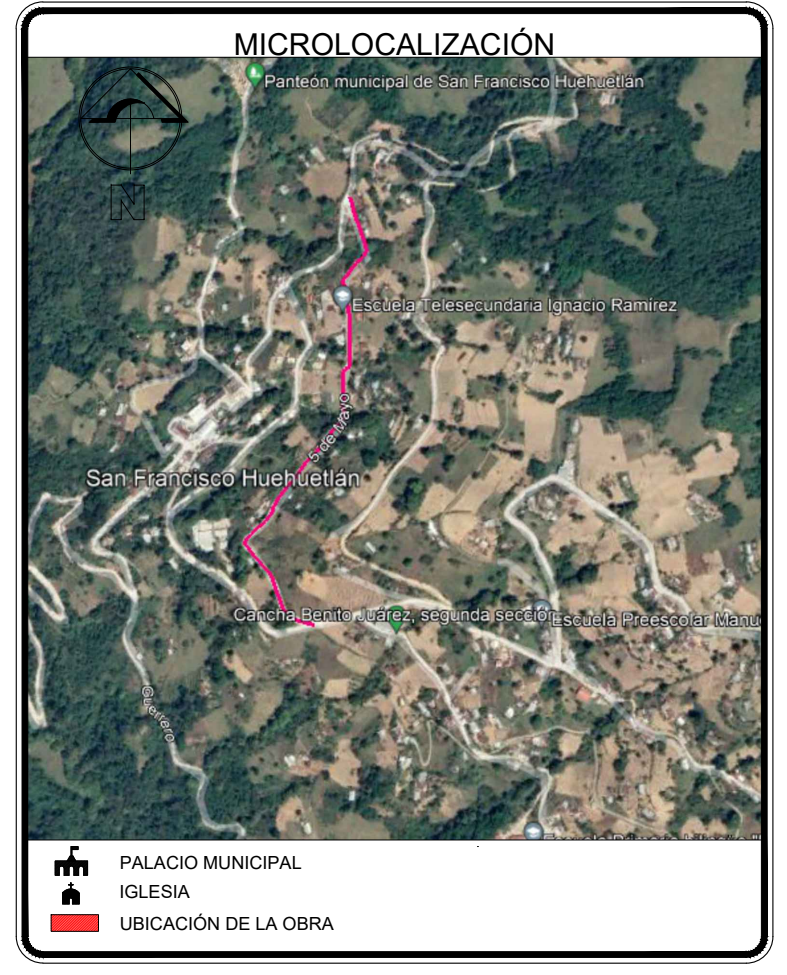 MICROLOCALIZACIÓN
Panteón municipal de San Francisco Huehuetlán
N
Escuela Telesecundaria Ignacio Ramírez
5 de Mayo
San Francisco Huehuetlán
Cancha Benito Juárez, segunda sección
Escuela Preescolar Manu
Guerrero
PALACIO MUNICIPAL
IGLESIA
UBICACIÓN DE LA OBRA